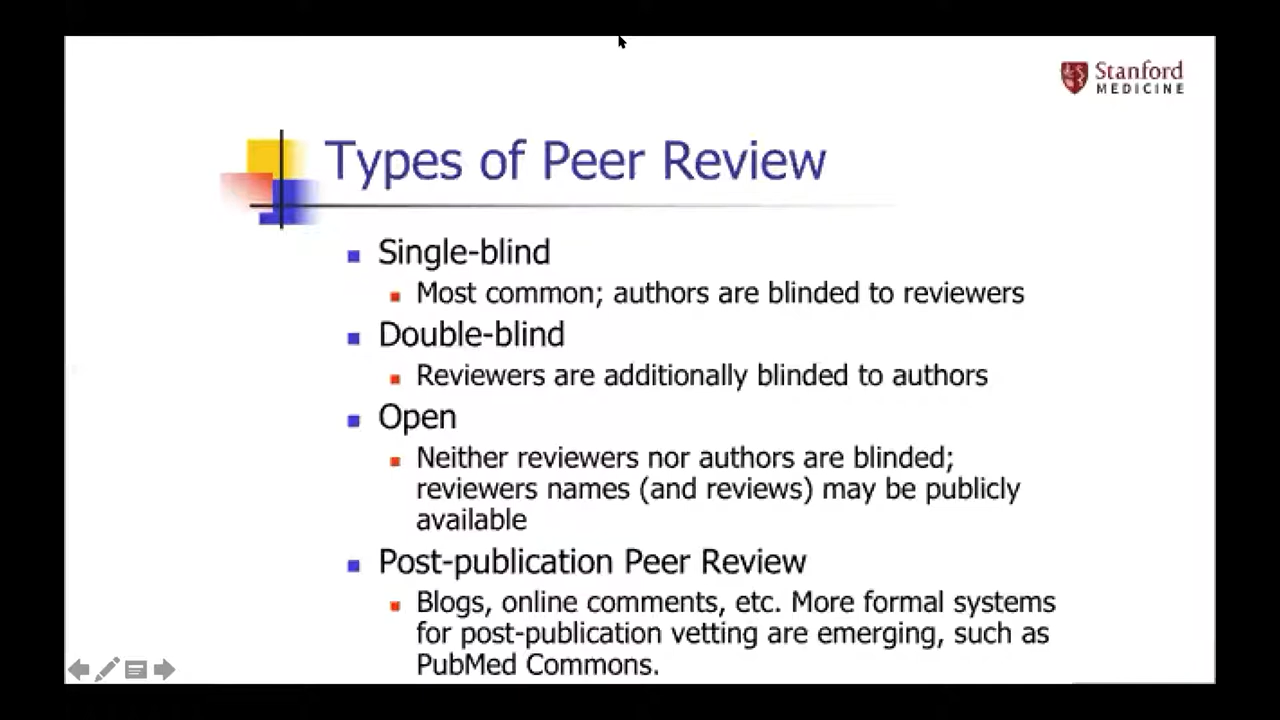 Stanford
MEDICINE
Types of Peer Review
Single-blind
Most common; authors are blinded to reviewers
Double-blind
Reviewers are additionally blinded to authors
Open
Neither reviewers nor authors are blinded;
reviewers names (and reviews) may be publicly
available
Post-publication Peer Review
Blogs, online comments, etc. More formal systems
for post-publication vetting are emerging, such as
PubMed Commons.